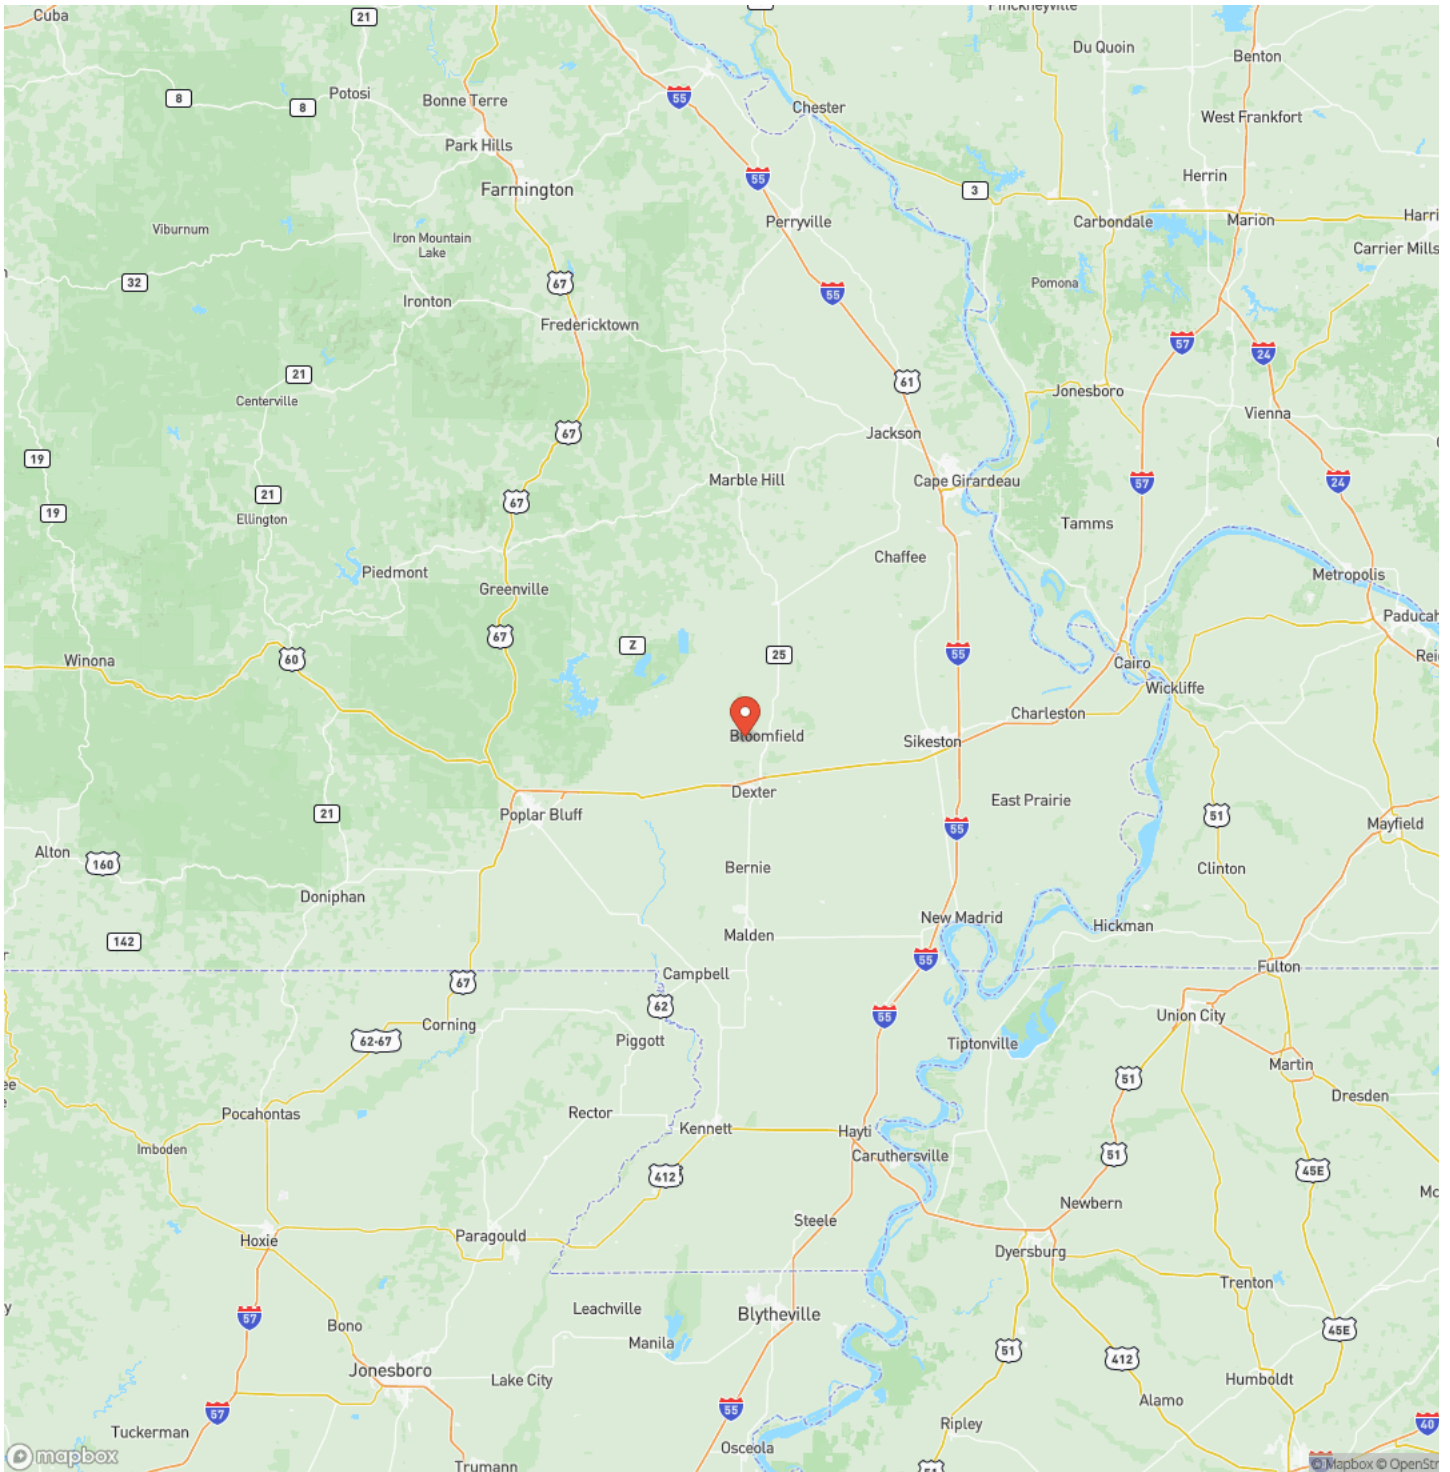 Cuba
21
Pinckneyville
Du Quoin
Benton
8
8
Potosi
Bonne Terre
55
Chester
West Frankfort
Park Hills
Farmington
55
3
Herrin
Viburnum
Iron Mountain
Lake
Perryville
Carbondale
Marion
Harri
Carrier Mills
32
67
55
Pomona
Ironton
Fredericktown
57
24
21
Centerville
61
Jonesboro
Vienna
67
Jackson
19
Marble Hill
Cape Girardeau
57
24
21
67
19
Ellington
Tamms
Chaffee
Piedmont
Greenville
Metropolis
Paducah
67
Z
25
55
60
Winona
Cairo
Rei
Wickliffe
Charleston
Bloomfield
Sikeston
Dexter
East Prairie
21
Poplar Bluff
55
51
Mayfield
Alton
160
Bernie
Clinton
Doniphan
New Madrid
Hickman
142
Malden
55
Fulton
Campbell
67
62
55
Union City
Corning
62-67
Piggott
Tiptonville
Martin
51
ee
Dresden
Pocahontas
Rector
Kennett
Hayti
Imboden
Caruthersville
51
412
45E
Mc
Newbern
Steele
Hoxie
Paragould
Dyersburg
Trenton
y
57
Leachville
Blytheville
Bono
Manila
51
45E
412
Jonesboro
Lake City
Humboldt
57
55
Alamo
Tuckerman
Ripley
40
Osceola
mapbox
Trumann
51
© Mapbox © OpenStr